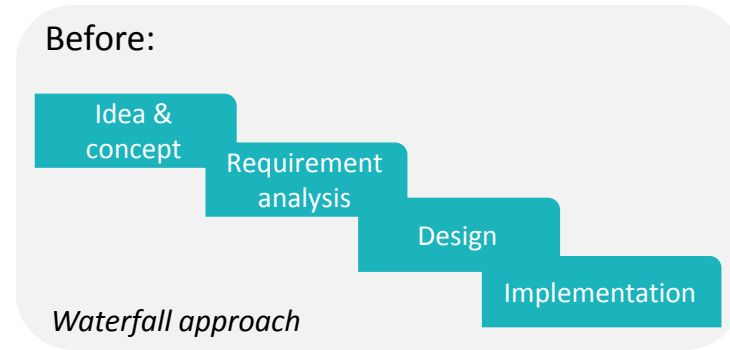 Before:
Idea &
concept
Requirement
analysis
Design
Implementation
Waterfall approach